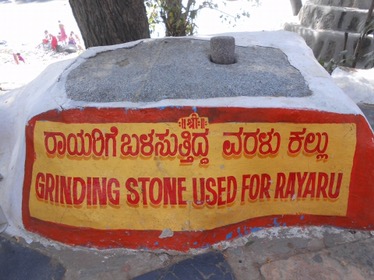 ॥श्री॥
ರಾಯರಿಗೆ ಬಳಸುತ್ತಿದ್ದ ವರಳು ಕಲ್ಲು
GRINDING STONE USED FOR RAYARU